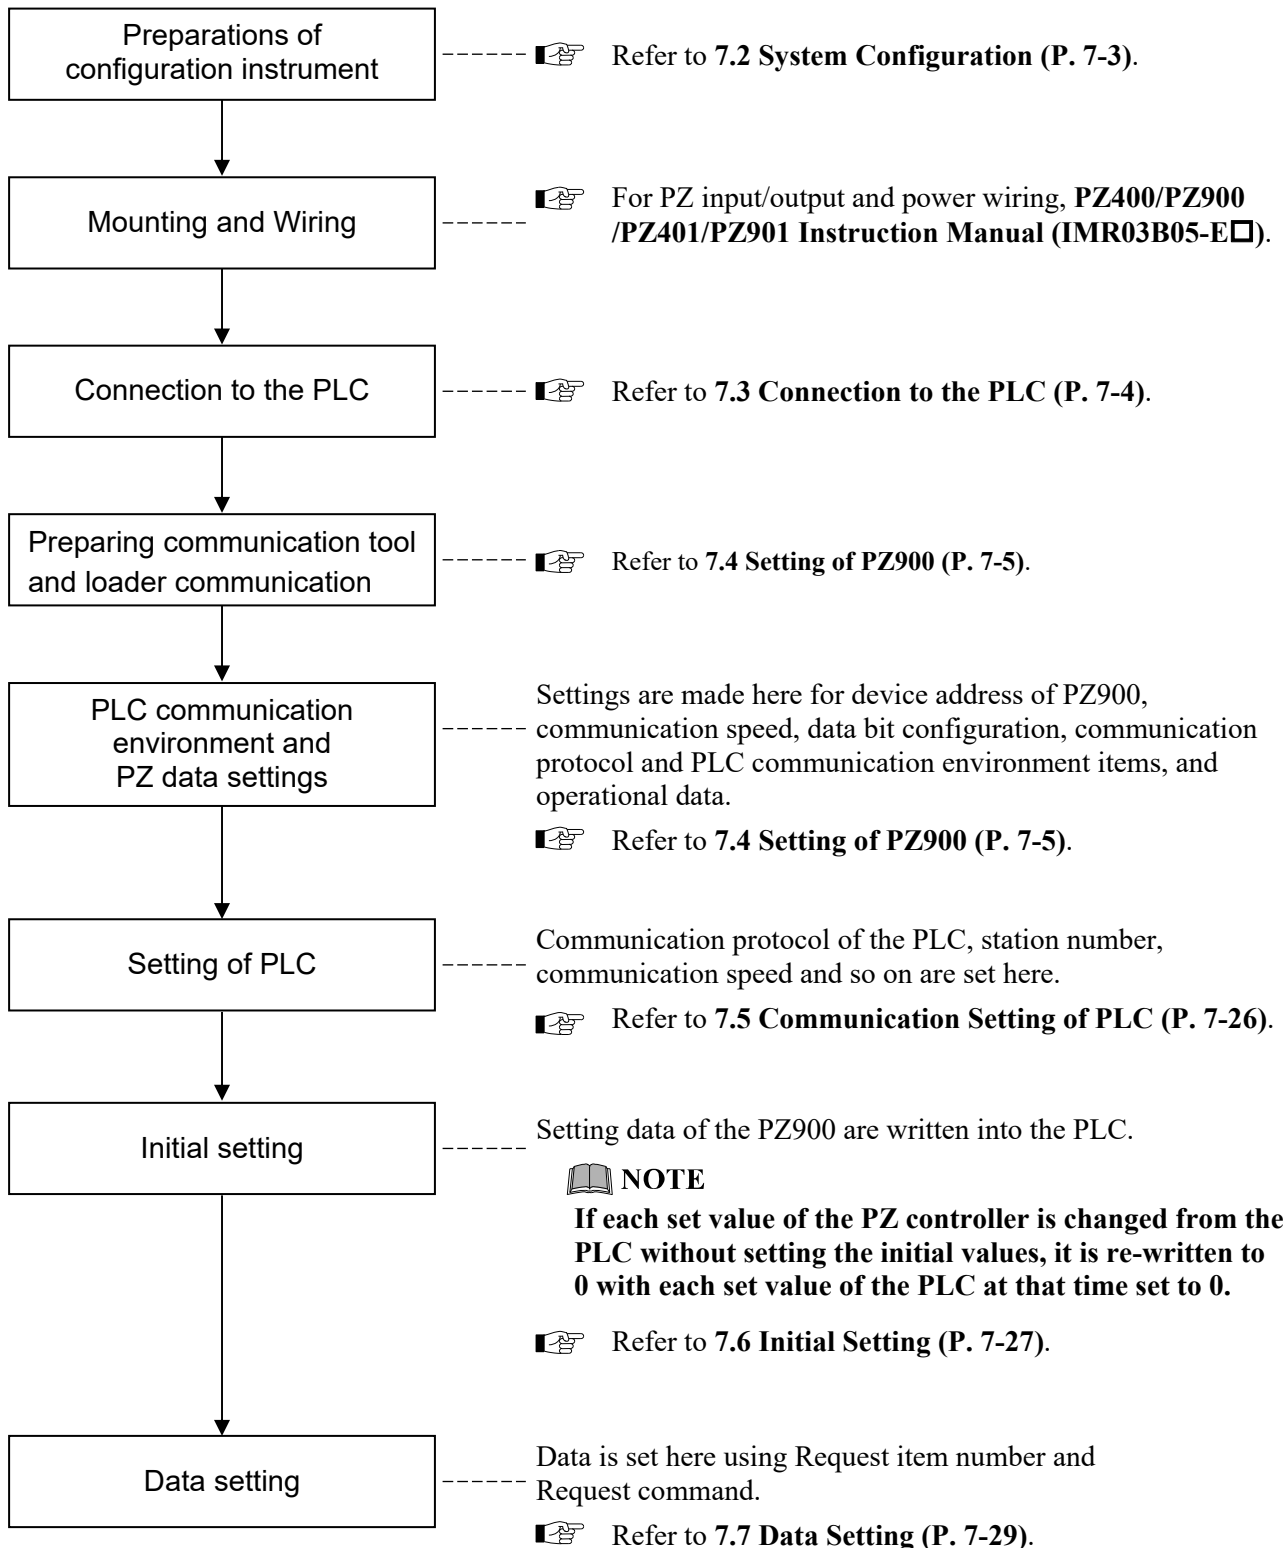 Preparations of
configuration instrument
Refer to 7.2 System Configuration (P. 7-3).
Mounting and Wiring
For PZ input/output and power wiring, PZ400/PZ900
/PZ401/PZ901 Instruction Manual (IMR03B05-E□).
Connection to the PLC
Refer to 7.3 Connection to the PLC (P. 7-4).
Preparing communication tool
and loader communication
Refer to 7.4 Setting of PZ900 (P. 7-5).
PLC communication
environment and
PZ data settings
Settings are made here for device address of PZ900,
communication speed, data bit configuration, communication
protocol and PLC communication environment items, and
operational data.
Refer to 7.4 Setting of PZ900 (P. 7-5).
Setting of PLC
Communication protocol of the PLC, station number,
communication speed and so on are set here.
Refer to 7.5 Communication Setting of PLC (P. 7-26).
Initial setting
Setting data of the PZ900 are written into the PLC.
NOTE
If each set value of the PZ controller is changed from the
PLC without setting the initial values, it is re-written to
0 with each set value of the PLC at that time set to 0.
Refer to 7.6 Initial Setting (P. 7-27).
Data setting
Data is set here using Request item number and
Request command.
Refer to 7.7 Data Setting (P. 7-29).